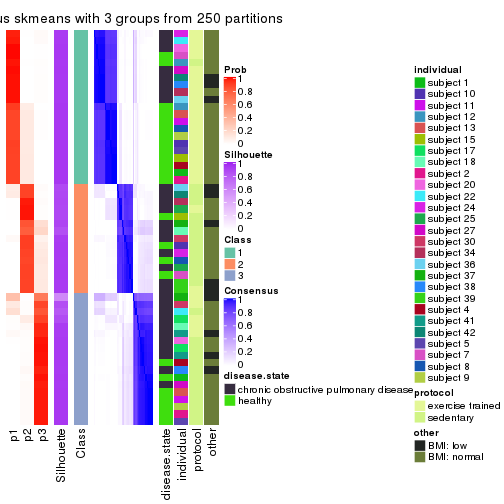 us skmeans with 3 groups from 250 partitions
Prob
1
0.8
0.6
0.4
0.2
0
Silhouette
1
0.8
0.6
0.4
0.2
0
Class
1
2
3
Consensus
1
0.8
0.6
0.4
0.2
0
disease.state
chronic obstructive pulmonary disease
healthy
individual
subject 1
subject 10
subject 11
subject 12
subject 13
subject 15
subject 17
subject 18
subject 2
subject 20
subject 22
subject 24
subject 25
subject 27
subject 30
subject 34
subject 36
subject 37
subject 38
subject 39
subject 4
subject 41
subject 42
subject 5
subject 7
subject 8
subject 9
protocol
exercise trained
sedentary
other
BMI: low
BMI: normal
p1
p2
p3
Silhouette
Class
disease.state
individual
protocol
other